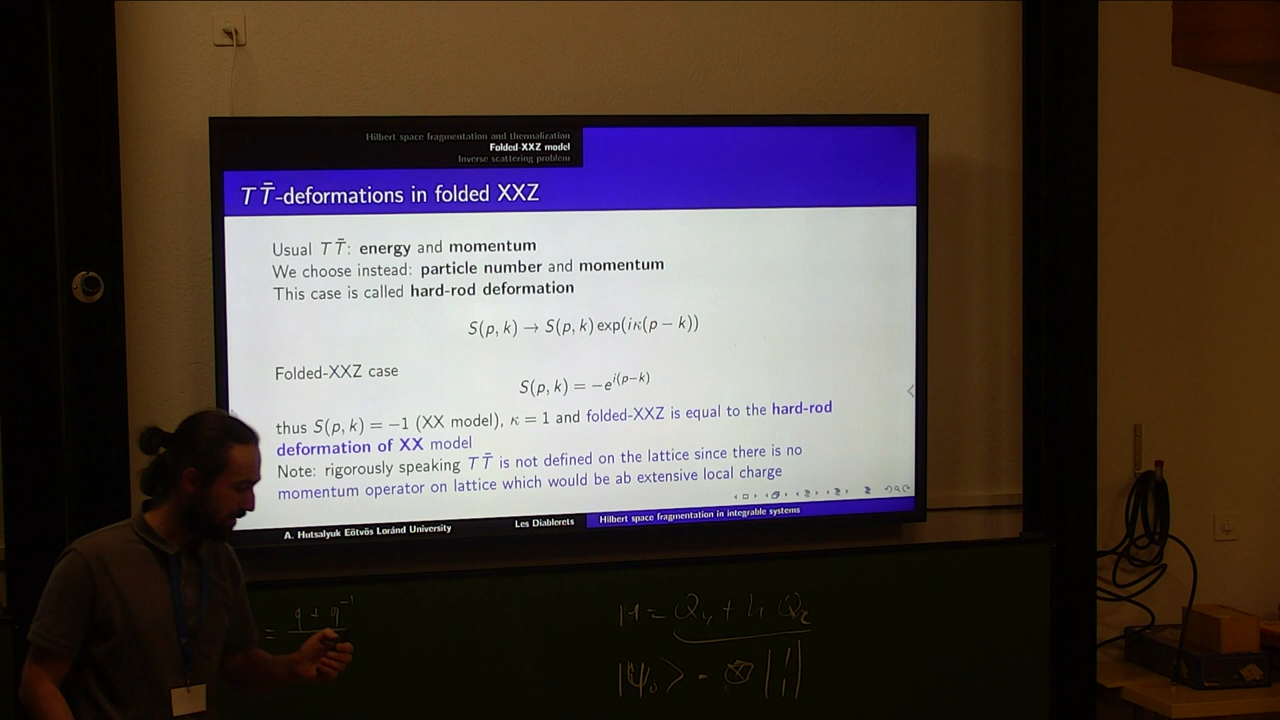 Hilbert space fragmentation and thermalization
Folded-XXZ model
Inverse scattering problem
T T̄-deformations in folded XXZ
Usual T T̄: energy and momentum
We choose instead: particle number and momentum
This case is called hard-rod deformation
S(p, k) → S(p, k) exp(iκ(p − k))
Folded-XXZ case
S(p, k) = −e^{i(p−k)}
thus S(p, k) = −1 (XX model), κ = 1 and folded-XXZ is equal to the hard-rod
deformation of XX model
Note: rigorously speaking T T̄ is not defined on the lattice since there is no
momentum operator on lattice which would be ab extensive local charge
A. Hutsalyuk Eötvös Loránd University
Les Diablerets
Hilbert space fragmentation in integrable systems
= q + q^{-1}
H = Q₄ + h Q₂
|Ψ₀> = ⊗